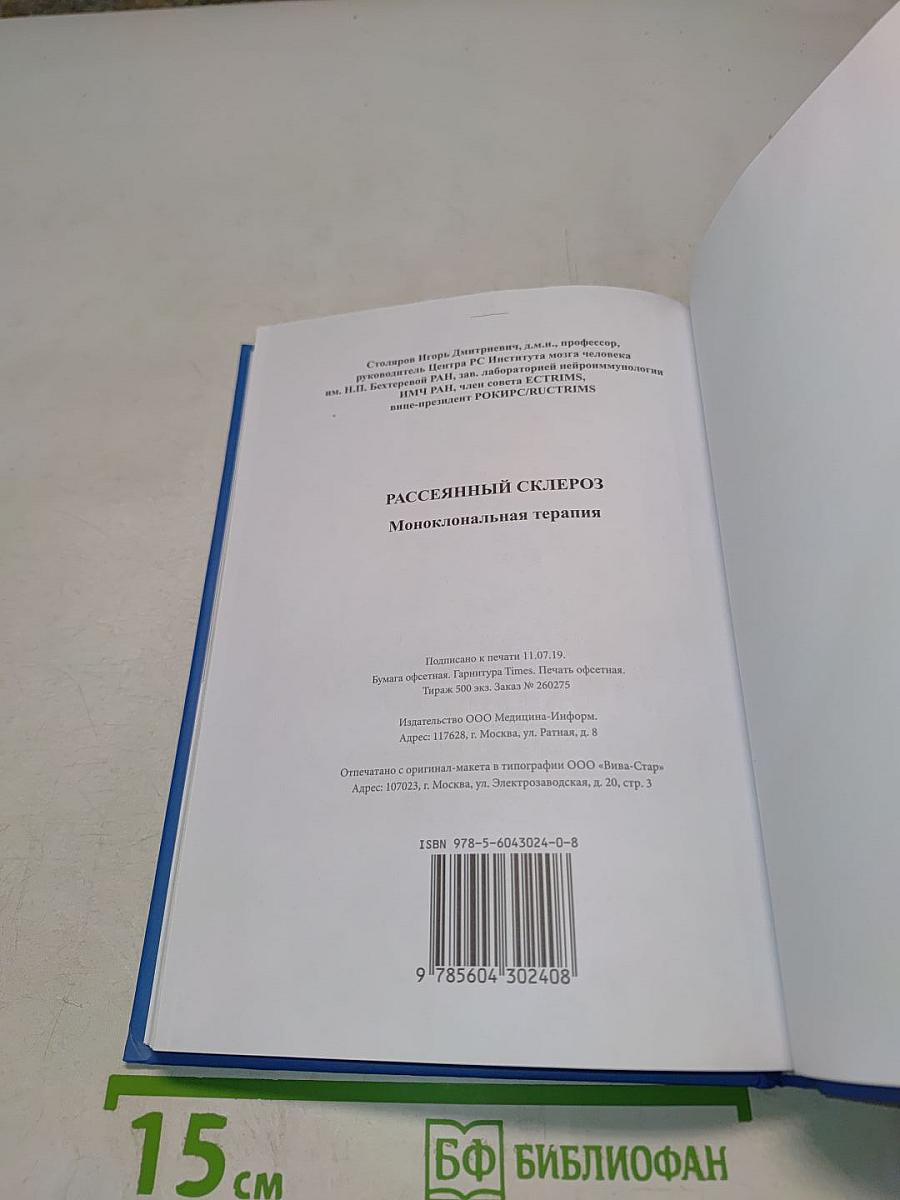 Столяров Игорь Дмитриевич, д.м.н., профессор,
руководитель Центра РС Института мозга человека
им. Н.П. Бехтеревой РАН, зав. лабораторией нейроиммунологии
ИМЧ РАН, член совета ECTRIMS,
вице-президент РОКИРС/RUCTRIMS
РАССЕЯННЫЙ СКЛЕРОЗ
Моноклональная терапия
Подписано к печати 11.07.19.
Бумага офсетная. Гарнитура Times. Печать офсетная.
Тираж 500 экз. Заказ № 260275
Издательство ООО Медицина-Информ.
Адрес: 117628, г. Москва, ул. Ратная, д. 8
Отпечатано с оригинал-макета в типографии ООО «Вива-Стар»
Адрес: 107023, г. Москва, ул. Электрозаводская, д. 20, стр. 3
ISBN 978-5-6043024-0-8
9 785604 302408
15 см
БФ БИБЛИОФАН